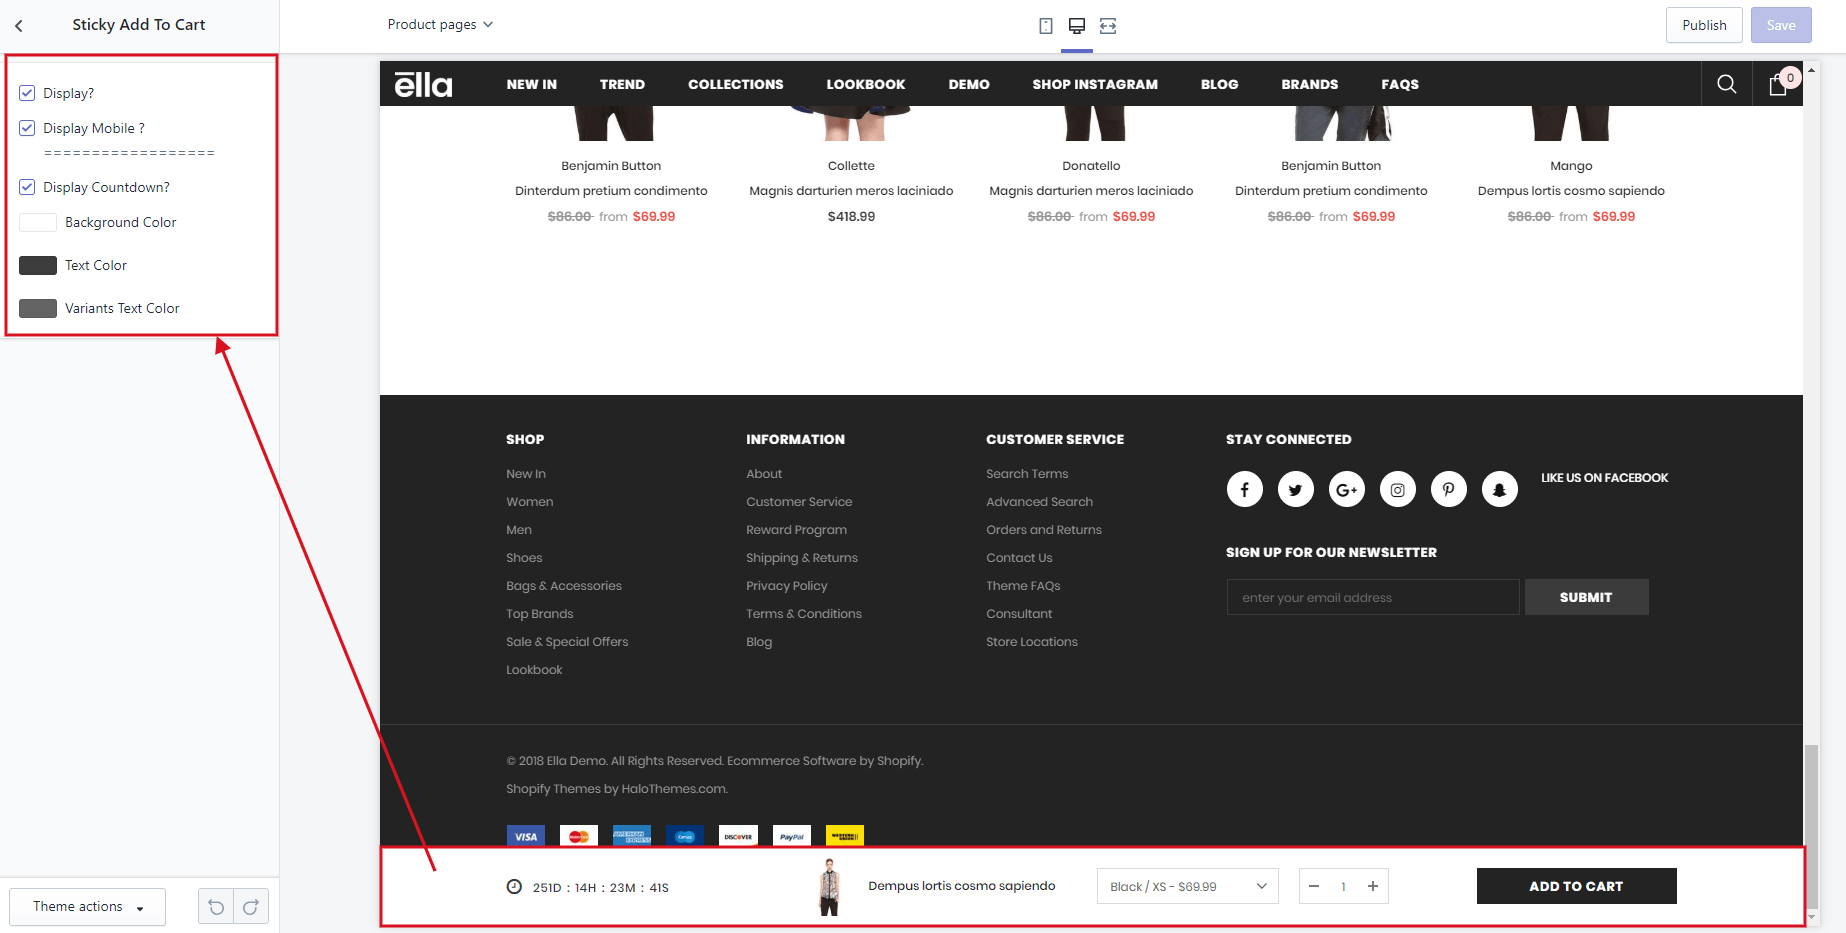 Sticky Add To Cart
Product pages
Publish
Save
Display?
Display Mobile ?
==================
Display Countdown?
Background Color
Text Color
Variants Text Color
Theme actions
ella
NEW IN TREND COLLECTIONS LOOKBOOK DEMO SHOP INSTAGRAM BLOG BRANDS FAQS
0
Benjamin Button
Dinterdum pretium condimento
$86.00 from $69.99
Collette
Magnis darturien meros laciniado
$418.99
Donatello
Magnis darturien meros laciniado
$86.00 from $69.99
Benjamin Button
Dinterdum pretium condimento
$86.00 from $69.99
Mango
Dempus lortis cosmo sapiendo
$86.00 from $69.99
SHOP
New In
Women
Men
Shoes
Bags & Accessories
Top Brands
Sale & Special Offers
Lookbook
INFORMATION
About
Customer Service
Reward Program
Shipping & Returns
Privacy Policy
Terms & Conditions
Blog
CUSTOMER SERVICE
Search Terms
Advanced Search
Orders and Returns
Contact Us
Theme FAQs
Consultant
Store Locations
STAY CONNECTED
G+
LIKE US ON FACEBOOK
SIGN UP FOR OUR NEWSLETTER
enter your email address
SUBMIT
© 2018 Ella Demo. All Rights Reserved. Ecommerce Software by Shopify.
Shopify Themes by HaloThemes.com.
VISA
AMERICAN EXPRESS
DISCOVER
PayPal
WESTERN UNION
251D : 14H : 23M : 41S
Dempus lortis cosmo sapiendo
Black / XS - $69.99
1
ADD TO CART